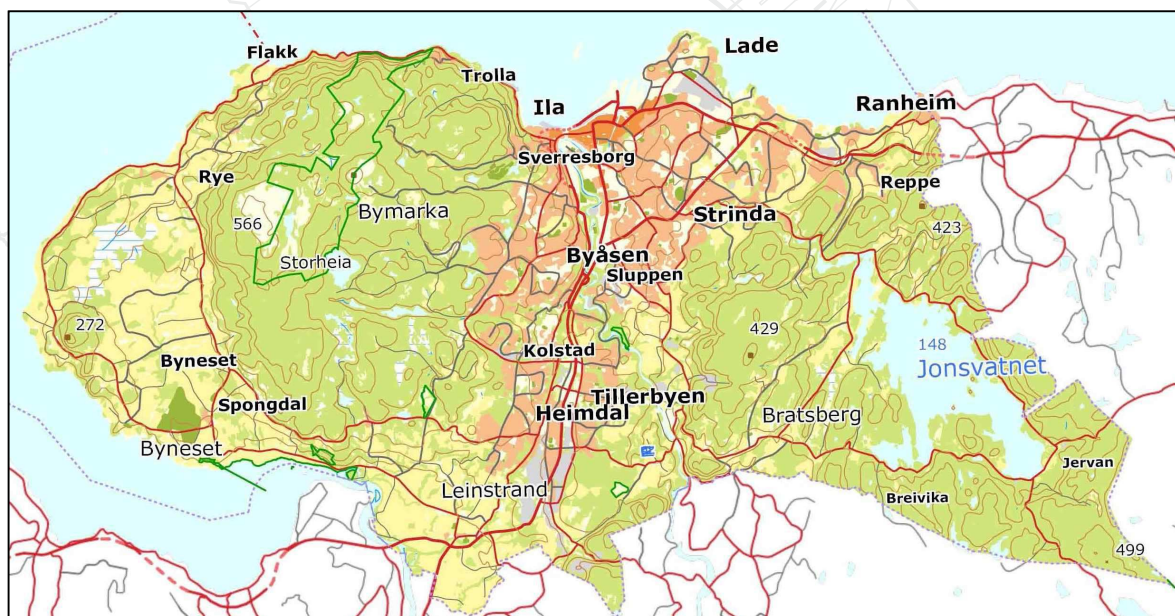 Flakk
Trolla
Lade
Ila
Ranheim
Sverresborg
Rye
Reppe
Bymarka
566
Strinda
423
Storheia
Byåsen
Sluppen
272
429
148
Kolstad
Jonsvatnet
Byneset
Tillerbyen
Spongdal
Heimdal
Bratsberg
Byneset
Jervan
Leinstrand
Breivika
499